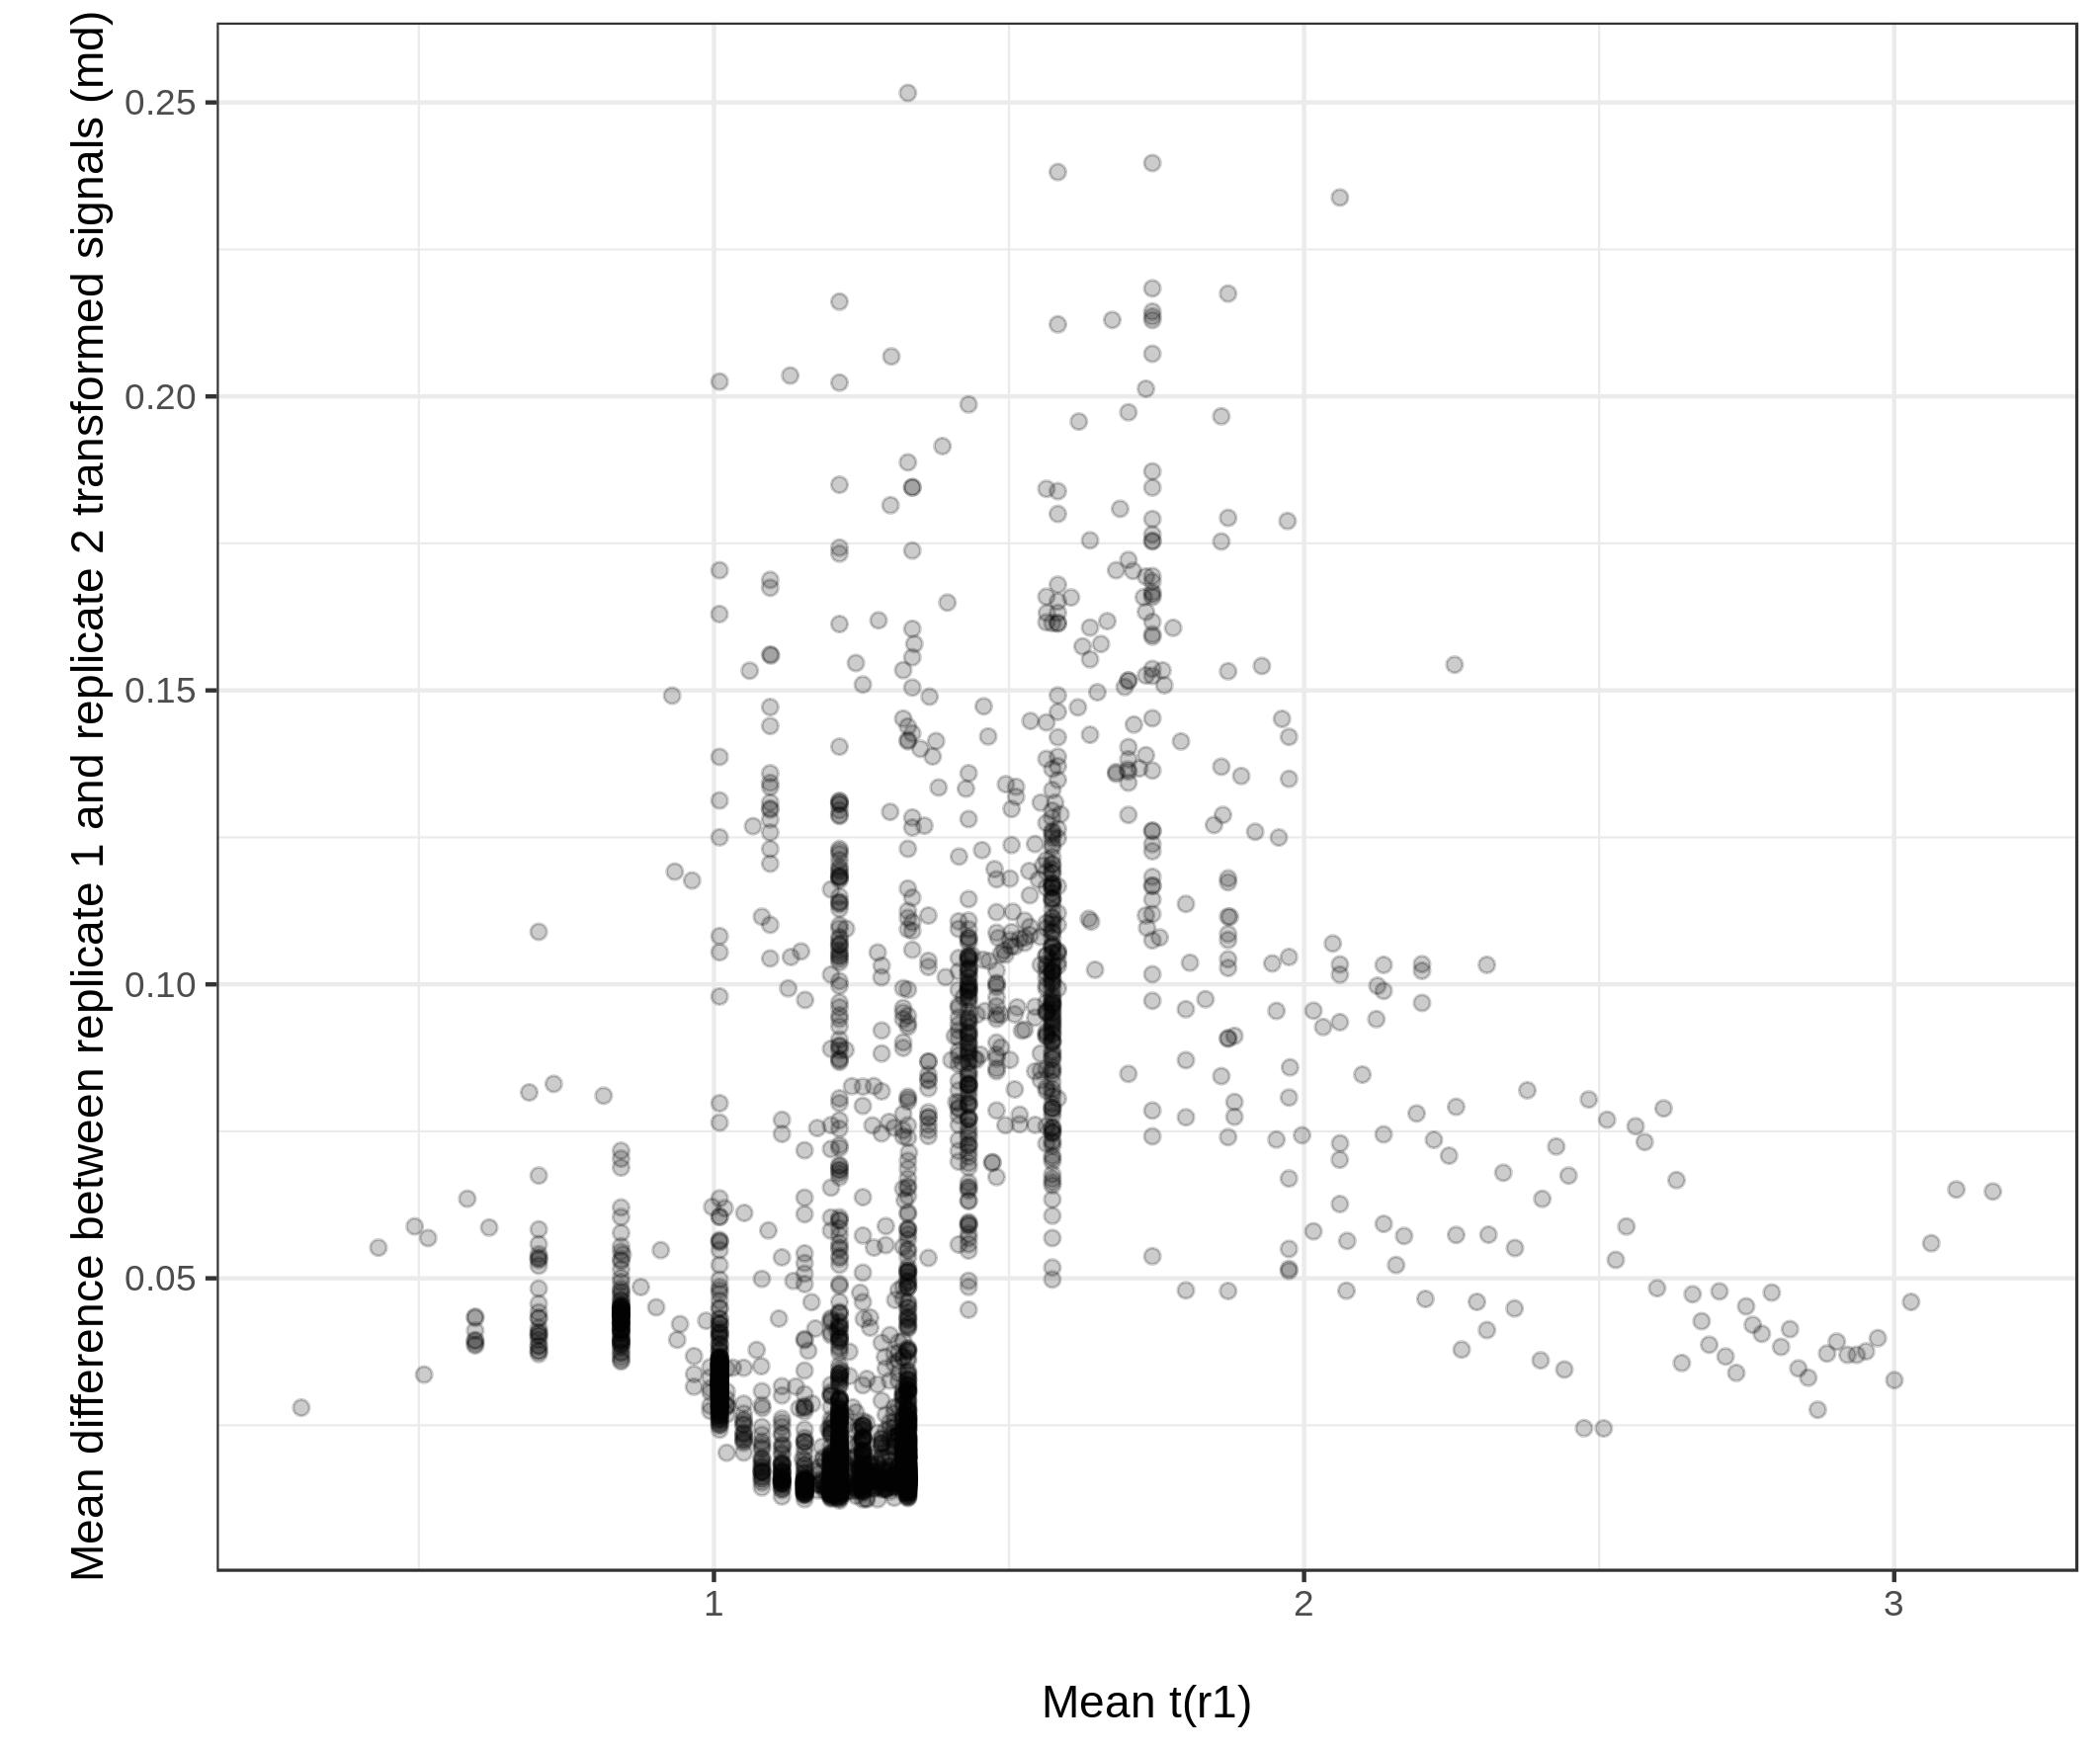 Mean difference between replicate 1 and replicate 2 transformed signals (md)
0.25
0.20
0.15
0.10
0.05
1 2 3
Mean t(r1)